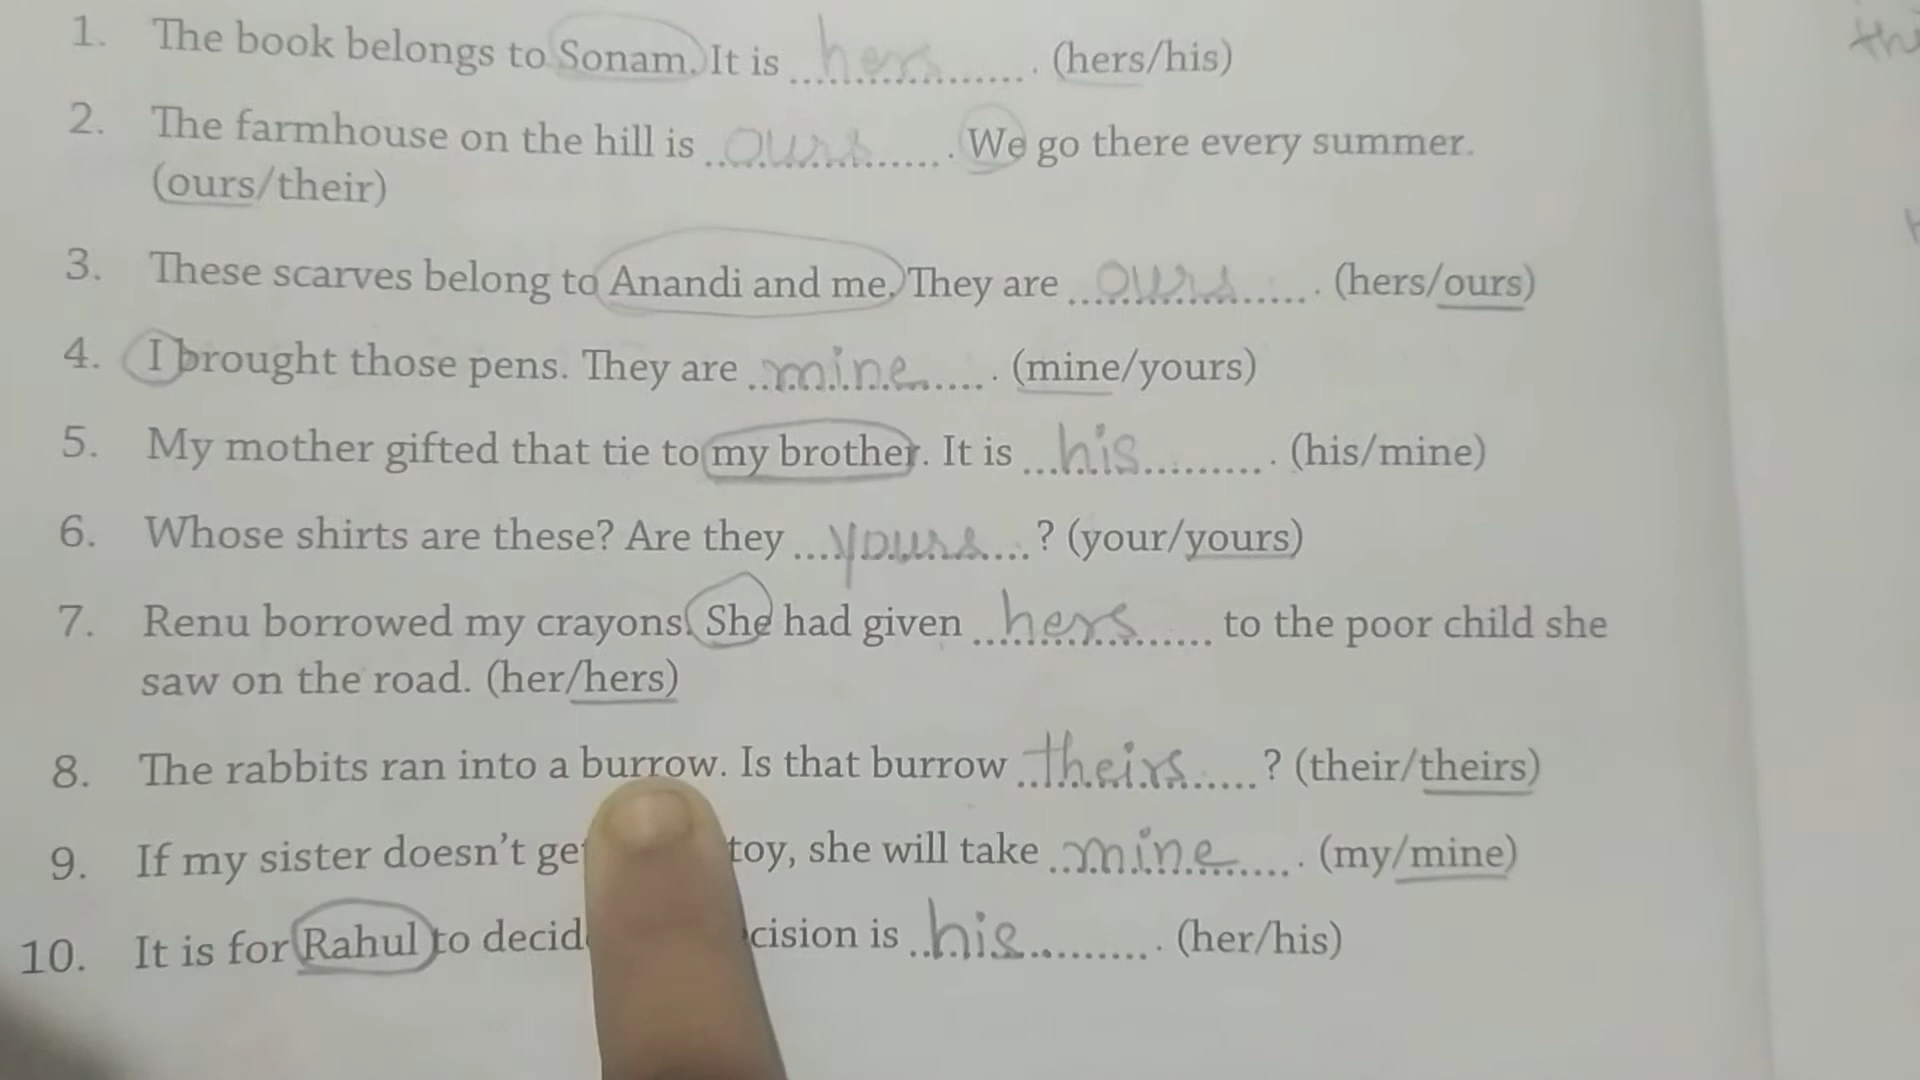 1. The book belongs to Sonam. It is hers. (hers/his)
2. The farmhouse on the hill is ours. We go there every summer.
(ours/their)
3. These scarves belong to Anandi and me. They are ours. (hers/ours)
4. I brought those pens. They are mine. (mine/yours)
5. My mother gifted that tie to my brother. It is his. (his/mine)
6. Whose shirts are these? Are they yours? (your/yours)
7. Renu borrowed my crayons. She had given hers to the poor child she
saw on the road. (her/hers)
8. The rabbits ran into a burrow. Is that burrow theirs? (their/theirs)
9. If my sister doesn't toy, she will take mine. (my/mine)
10. It is for Rahul to is his. (her/his)